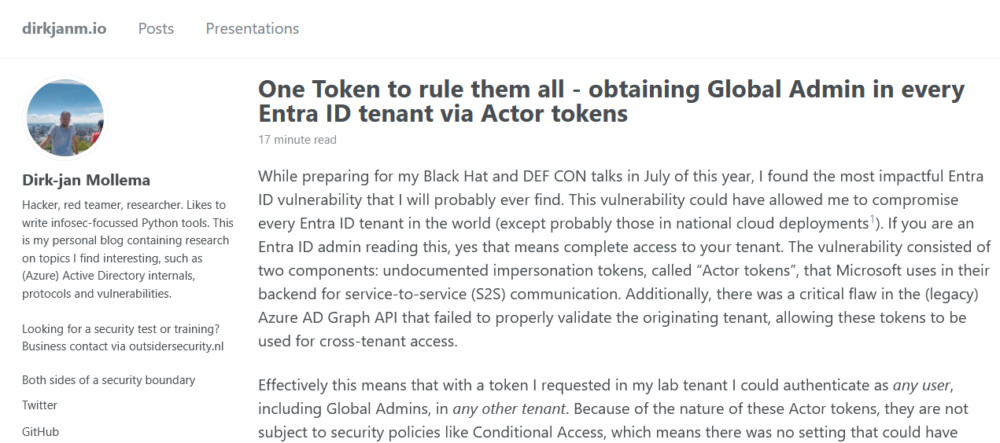 dirkjanm.io Posts Presentations
Dirk-jan Mollema
Hacker, red teamer, researcher. Likes to
write infosec-focussed Python tools. This
is my personal blog containing research
on topics I find interesting, such as
(Azure) Active Directory internals,
protocols and vulnerabilities.
Looking for a security test or training?
Business contact via outsidersecurity.nl
Both sides of a security boundary
Twitter
GitHub
One Token to rule them all - obtaining Global Admin in every
Entra ID tenant via Actor tokens
17 minute read
While preparing for my Black Hat and DEF CON talks in July of this year, I found the most impactful Entra
ID vulnerability that I will probably ever find. This vulnerability could have allowed me to compromise
every Entra ID tenant in the world (except probably those in national cloud deployments1). If you are an
Entra ID admin reading this, yes that means complete access to your tenant. The vulnerability consisted of
two components: undocumented impersonation tokens, called “Actor tokens”, that Microsoft uses in their
backend for service-to-service (S2S) communication. Additionally, there was a critical flaw in the (legacy)
Azure AD Graph API that failed to properly validate the originating tenant, allowing these tokens to be
used for cross-tenant access.
Effectively this means that with a token I requested in my lab tenant I could authenticate as any user,
including Global Admins, in any other tenant. Because of the nature of these Actor tokens, they are not
subject to security policies like Conditional Access, which means there was no setting that could have